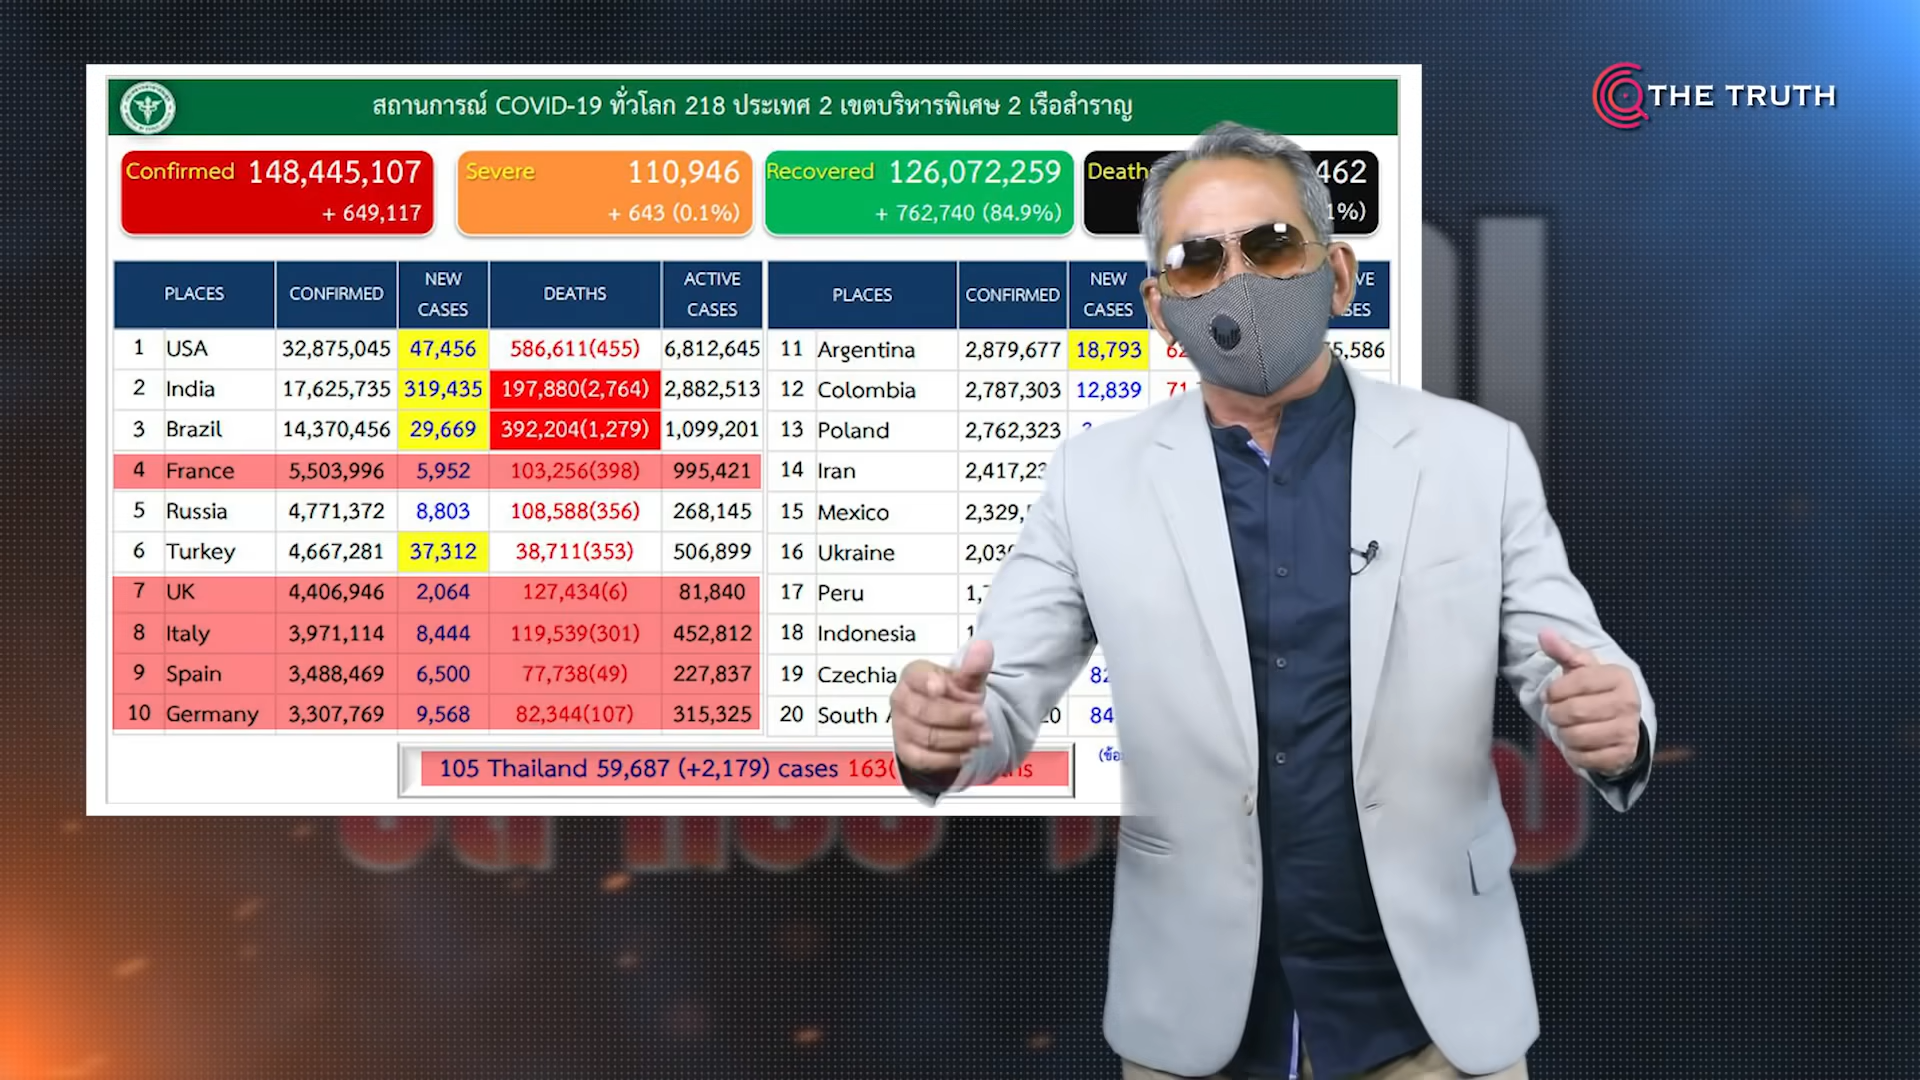 THE TRUTH
สถานการณ์ COVID-19 ทั่วโลก 218 ประเทศ 2 เขตบริหารพิเศษ 2 เรือสำราญ
Confirmed 148,445,107
+ 649,117
Severe 110,946
+ 643 (0.1%)
Recovered 126,072,259
+ 762,740 (84.9%)
PLACES CONFIRMED NEW CASES DEATHS ACTIVE CASES
1 USA 32,875,045 47,456 586,611(455) 6,812,645
2 India 17,625,735 319,435 197,880(2,764) 2,882,513
3 Brazil 14,370,456 29,669 392,204(1,279) 1,099,201
4 France 5,503,996 5,952 103,256(398) 995,421
5 Russia 4,771,372 8,803 108,588(356) 268,145
6 Turkey 4,667,281 37,312 38,711(353) 506,899
7 UK 4,406,946 2,064 127,434(6) 81,840
8 Italy 3,971,114 8,444 119,539(301) 452,812
9 Spain 3,488,469 6,500 77,738(49) 227,837
10 Germany 3,307,769 9,568 82,344(107) 315,325
PLACES CONFIRMED NEW CASES
11 Argentina 2,879,677 18,793
12 Colombia 2,787,303 12,839
13 Poland 2,762,323
14 Iran
15 Mexico
16 Ukraine
17 Peru
18 Indonesia
19 Czechia
20 South
105 Thailand 59,687 (+2,179) cases 163